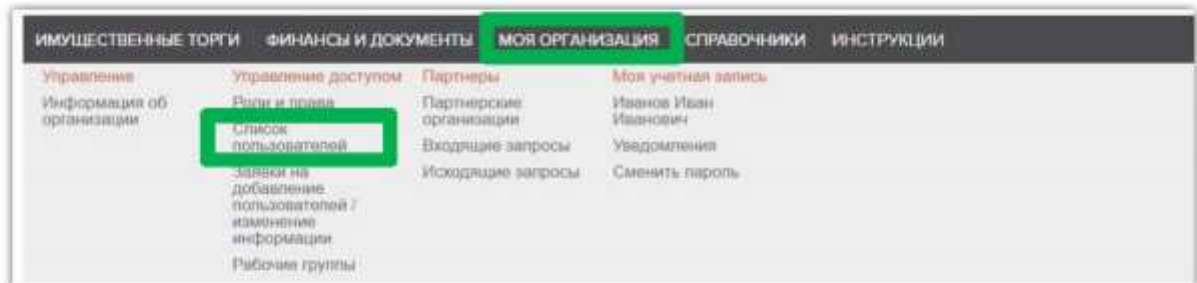 ИМУЩЕСТВЕННЫЕ ТОРГИ ФИНАНСЫ И ДОКУМЕНТЫ МОЯ ОРГАНИЗАЦИЯ СПРАВОЧНИКИ ИНСТРУКЦИИ
Управление
Информация об
организации
Управление доступом
Роли и права
Список
пользователей
Заявки на
добавление
пользователей /
изменение
информации
Рабочие группы
Партнеры
Партнерские
организации
Входящие запросы
Исходящие запросы
Моя учетная запись
Иванов Иван
Иванович
Уведомления
Сменить пароль